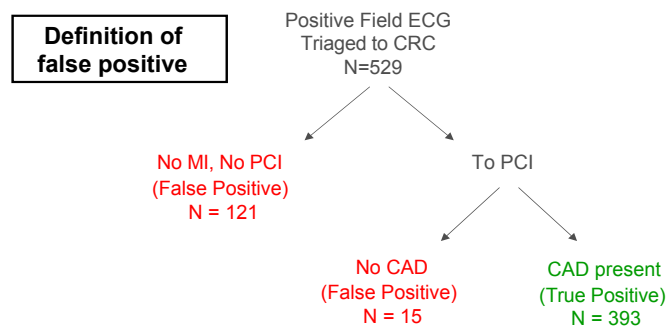 Definition of
false positive
Positive Field ECG
Triaged to CRC
N=529
No MI, No PCI
(False Positive)
N = 121
To PCI
No CAD
(False Positive)
N = 15
CAD present
(True Positive)
N = 393